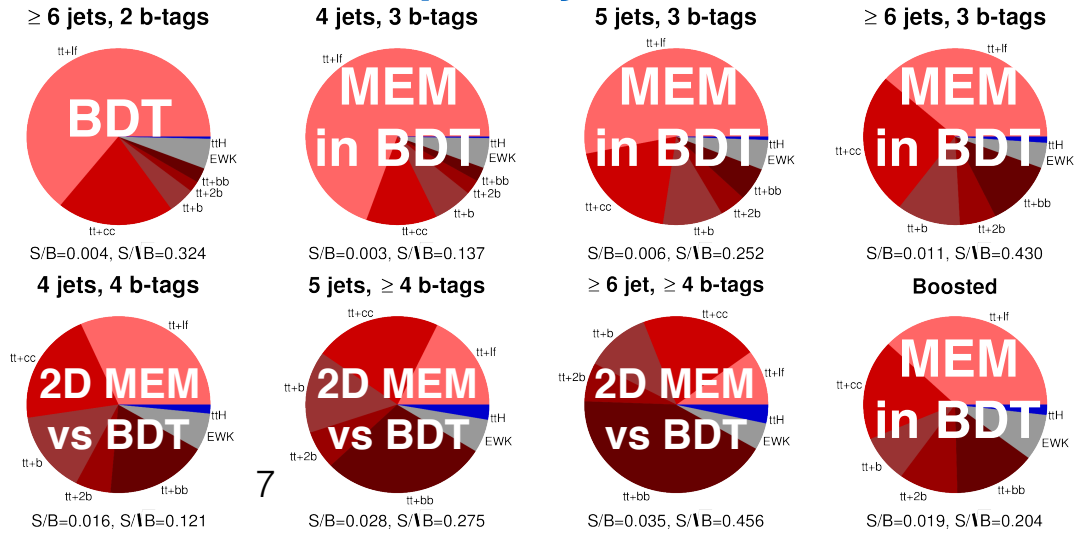 ≥ 6 jets, 2 b-tags
4 jets, 3 b-tags
5 jets, 3 b-tags
≥ 6 jets, 3 b-tags
tt+lf
BDT
ttH
EWK
tt+bb
tt+2b
tt+b
tt+cc
S/B=0.004, S/√B=0.324
tt+lf
MEM
in BDT
ttH
EWK
tt+bb
tt+2b
tt+b
tt+cc
S/B=0.003, S/√B=0.137
tt+lf
MEM
in BDT
ttH
EWK
tt+bb
tt+2b
tt+b
tt+cc
S/B=0.006, S/√B=0.252
tt+lf
MEM
in BDT
ttH
EWK
tt+bb
tt+2b
tt+b
tt+cc
S/B=0.011, S/√B=0.430
4 jets, 4 b-tags
5 jets, ≥ 4 b-tags
≥ 6 jet, ≥ 4 b-tags
Boosted
tt+lf
tt+cc
2D MEM
vs BDT
ttH
EWK
tt+b
tt+2b
tt+bb
S/B=0.016, S/√B=0.121
7
tt+cc
tt+lf
2D MEM
vs BDT
tt+b
ttH
EWK
tt+2b
tt+bb
S/B=0.028, S/√B=0.275
tt+cc
tt+b
tt+lf
tt+2b
2D MEM
vs BDT
ttH
EWK
tt+bb
S/B=0.035, S/√B=0.456
tt+lf
MEM
in BDT
tt+cc
ttH
EWK
tt+b
tt+2b
tt+bb
S/B=0.019, S/√B=0.204